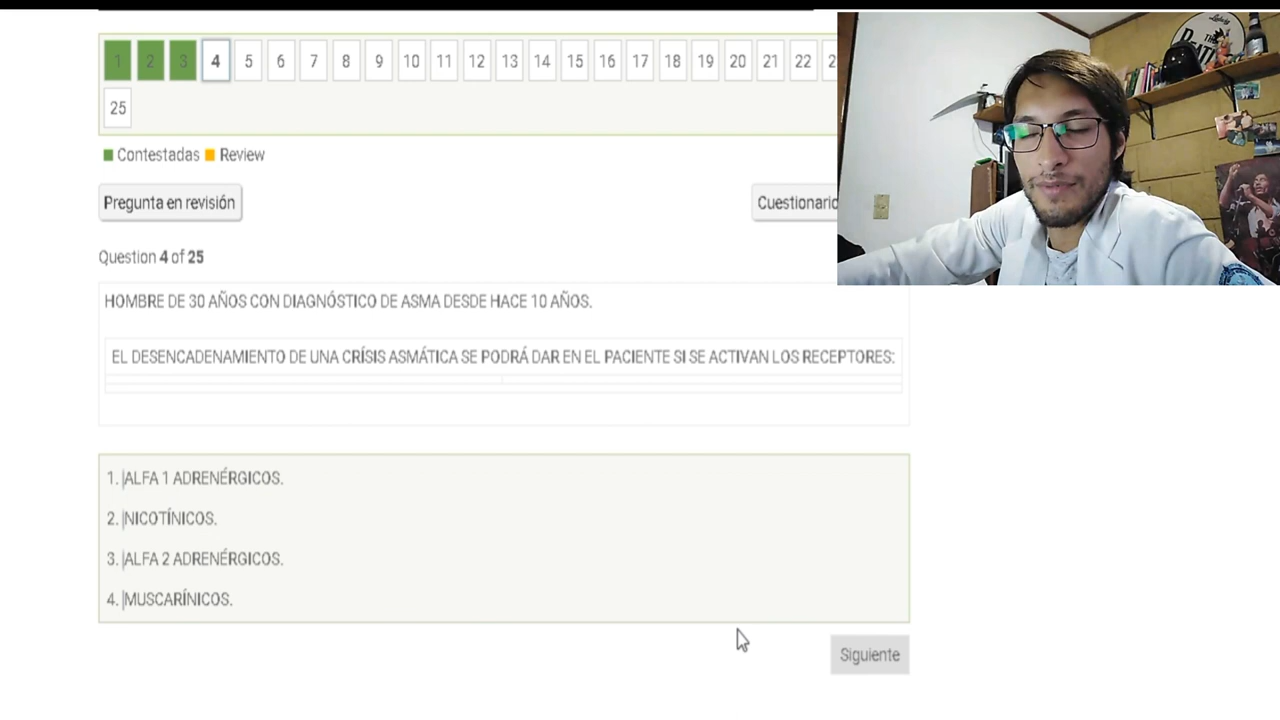 1 2 3 4 5 6 7 8 9 10 11 12 13 14 15 16 17 18 19 20 21 22
25
Contestadas Review
Pregunta en revisión
Question 4 of 25
HOMBRE DE 30 AÑOS CON DIAGNÓSTICO DE ASMA DESDE HACE 10 AÑOS.
EL DESENCADENAMIENTO DE UNA CRÍSIS ASMÁTICA SE PODRÁ DAR EN EL PACIENTE SI SE ACTIVAN LOS RECEPTORES:
1. ALFA 1 ADRENÉRGICOS.
2. NICOTÍNICOS.
3. ALFA 2 ADRENÉRGICOS.
4. MUSCARÍNICOS.
Siguiente
Ludwig